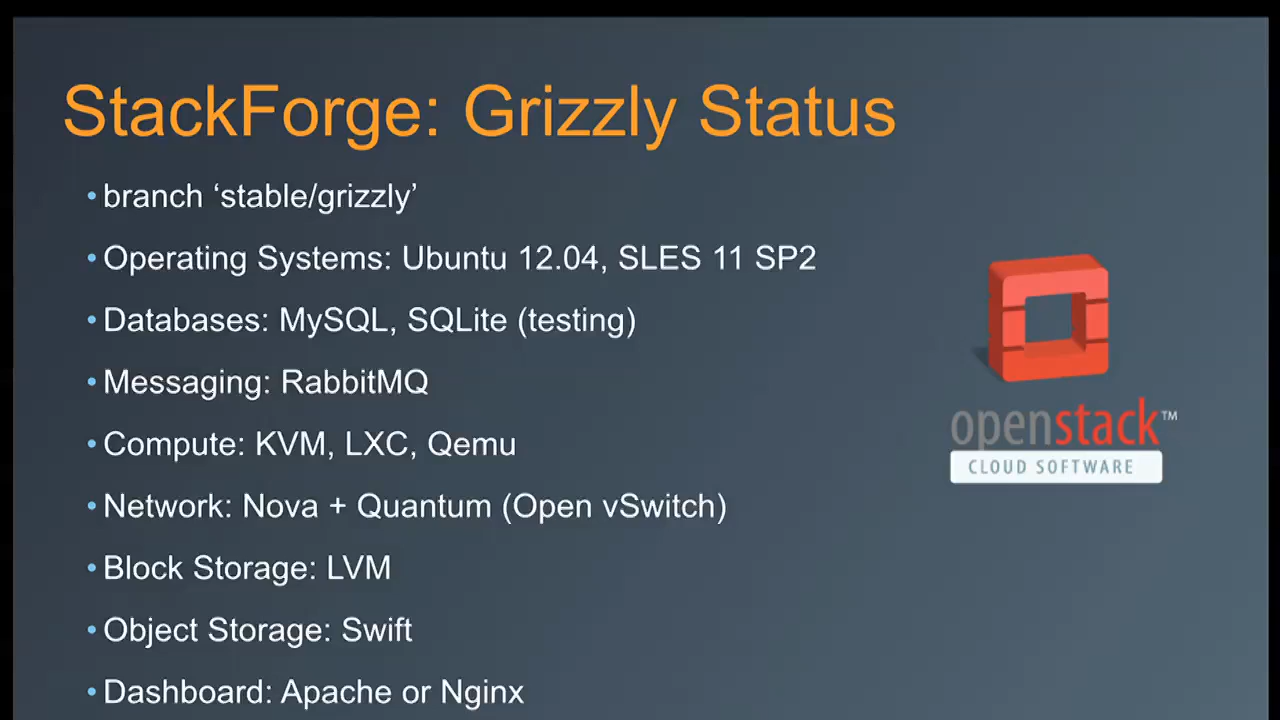 StackForge: Grizzly Status
•branch ‘stable/grizzly’
•Operating Systems: Ubuntu 12.04, SLES 11 SP2
•Databases: MySQL, SQLite (testing)
•Messaging: RabbitMQ
•Compute: KVM, LXC, Qemu
•Network: Nova + Quantum (Open vSwitch)
•Block Storage: LVM
•Object Storage: Swift
•Dashboard: Apache or Nginx
openstack™
CLOUD SOFTWARE